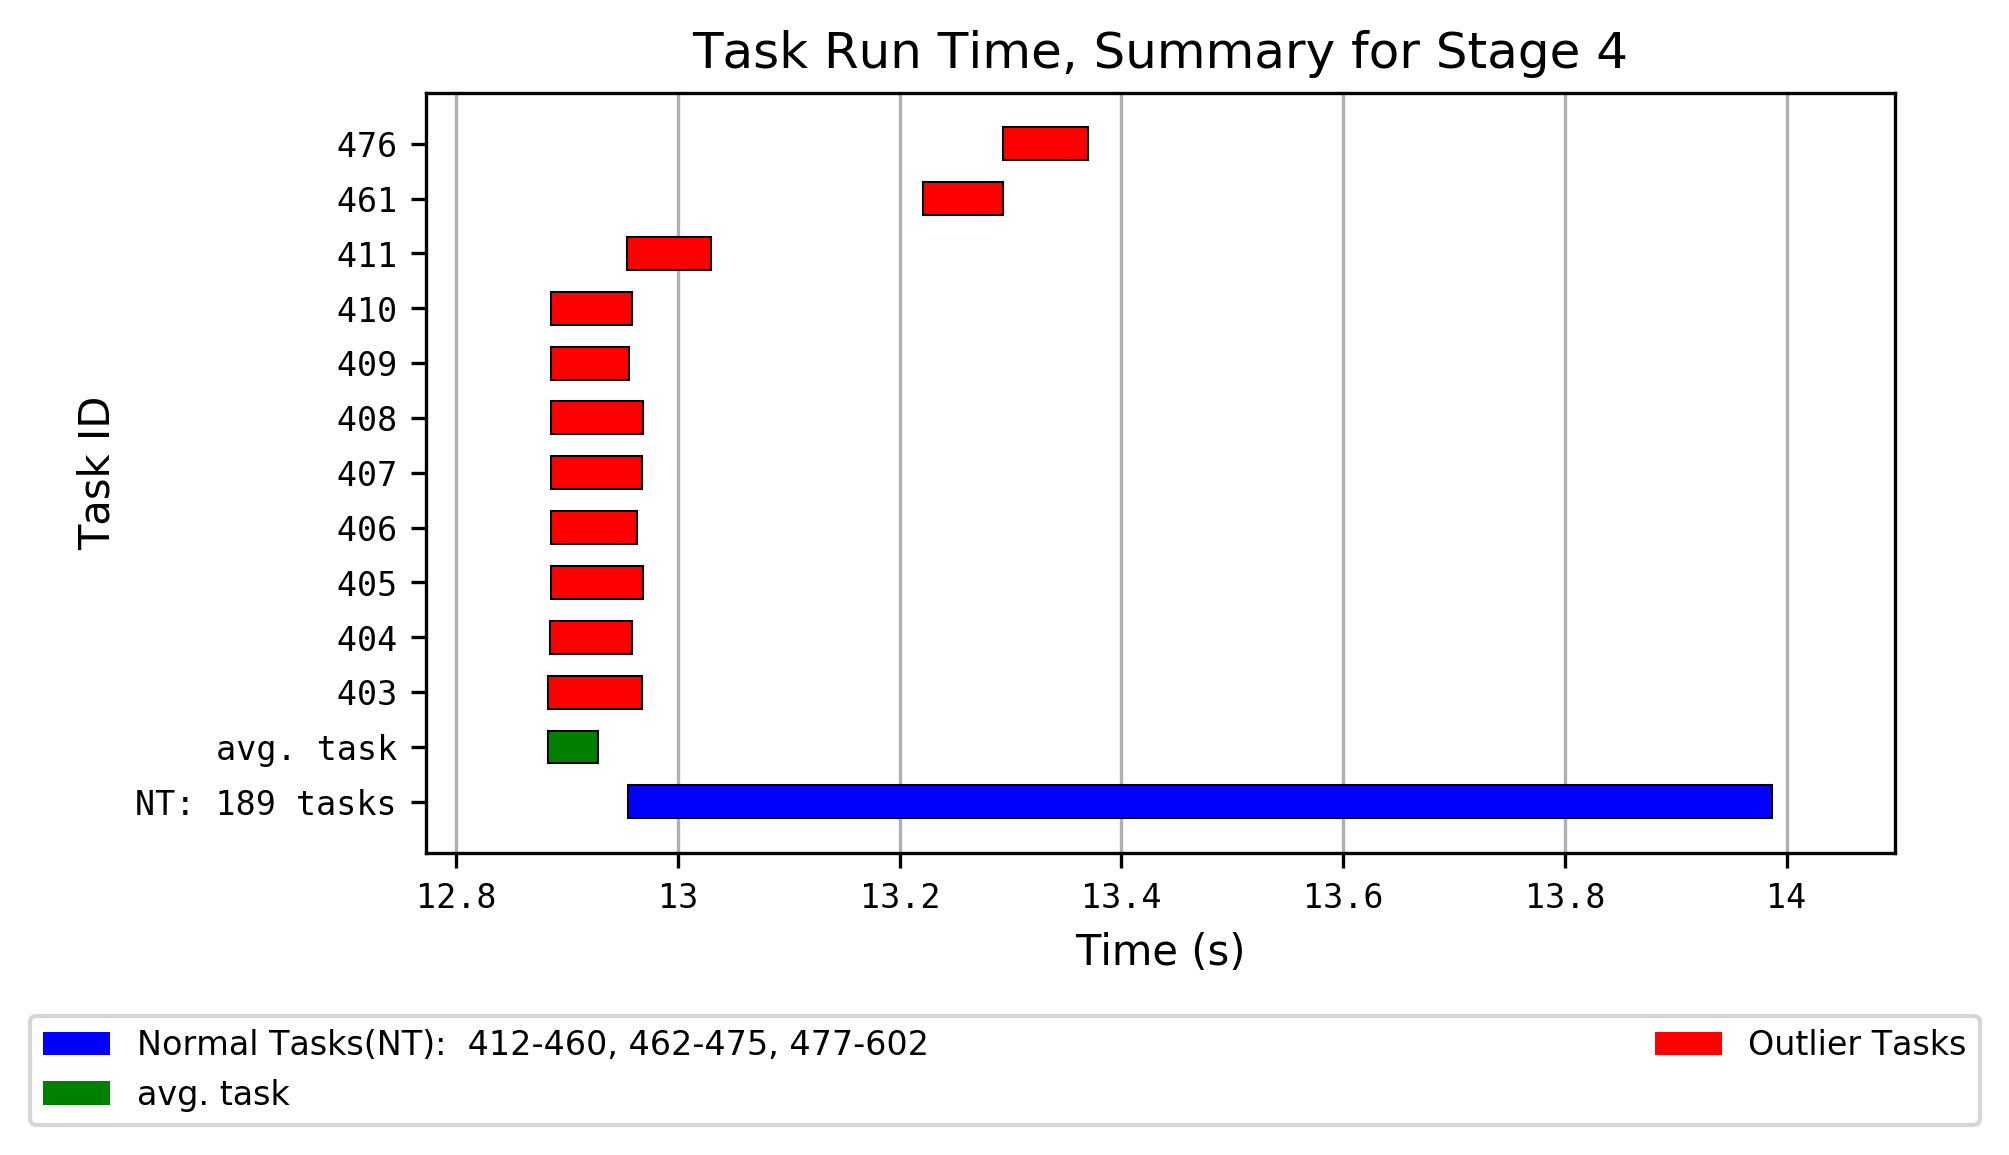 Task Run Time, Summary for Stage 4
476
461
411
410
409
408
407
406
405
404
403
avg. task
NT: 189 tasks
Task ID
12.8 13 13.2 13.4 13.6 13.8 14
Time (s)
Normal Tasks(NT):  412-460, 462-475, 477-602
avg. task
Outlier Tasks